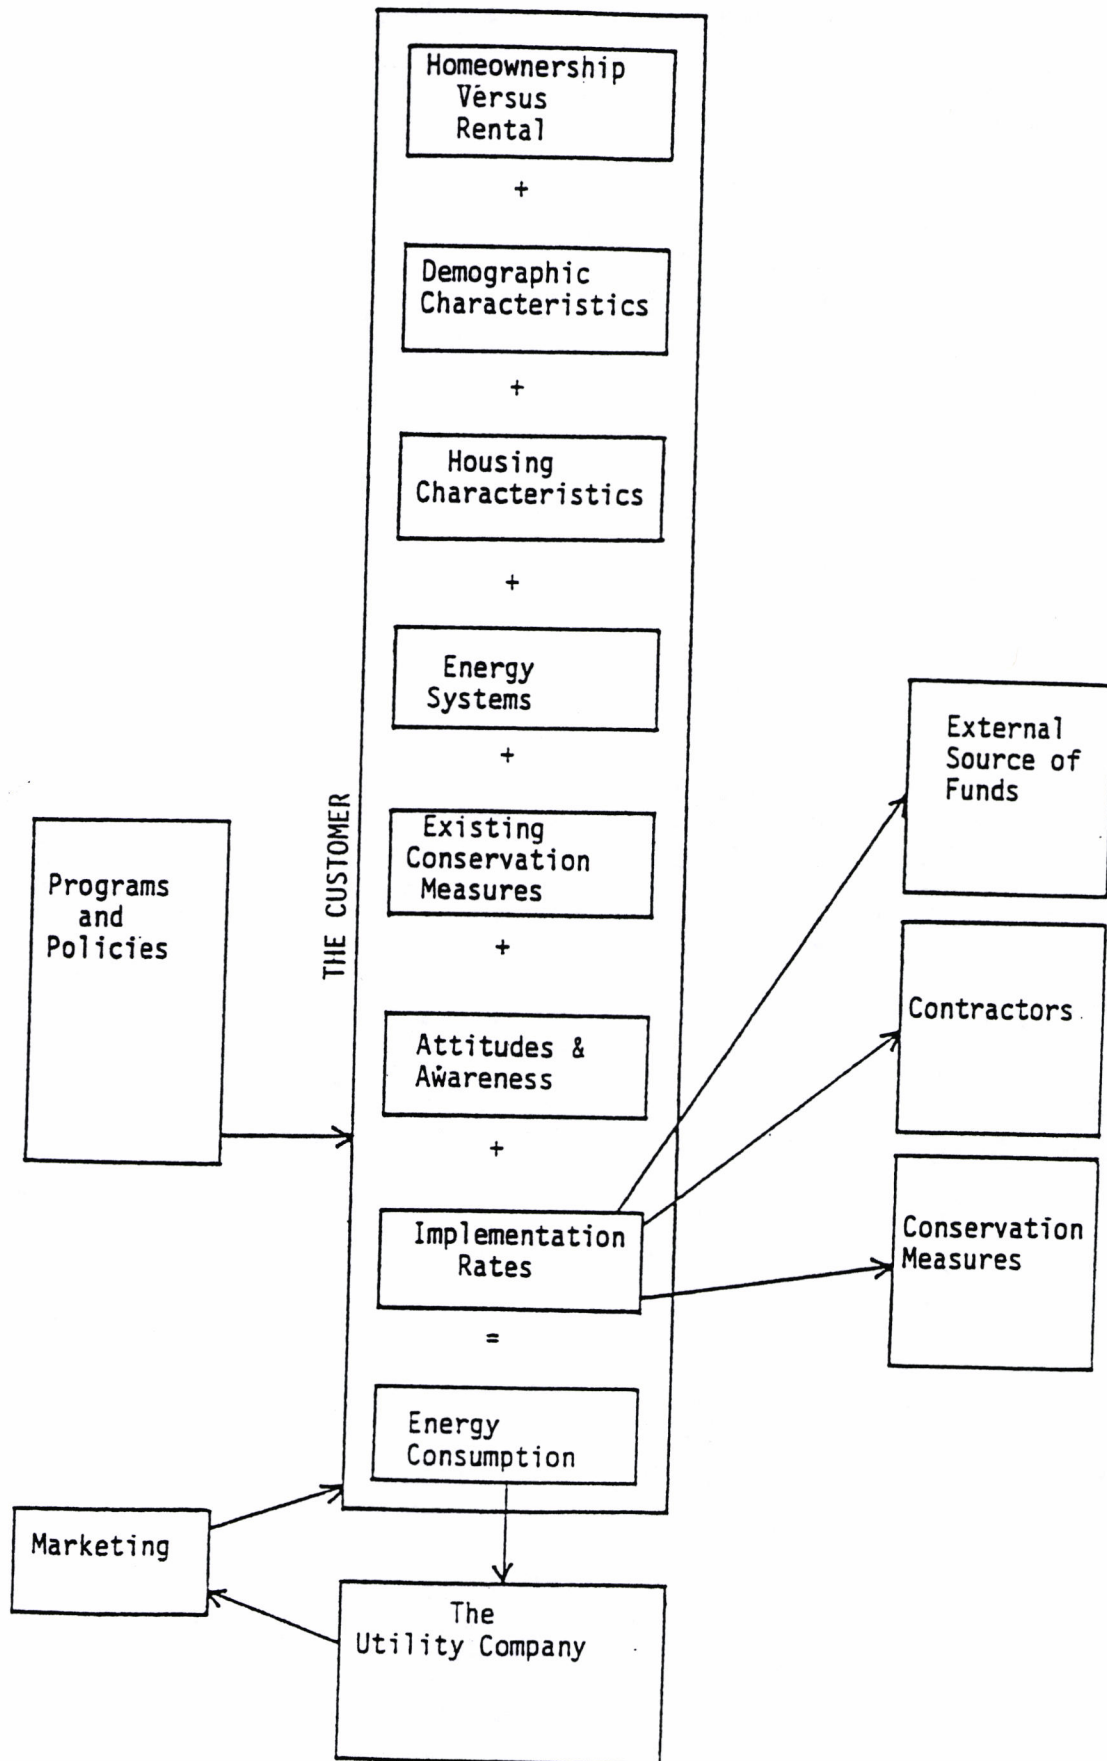 Homeownership
Versus
Rental
+
Demographic
Characteristics
+
Housing
Characteristics
+
Energy
Systems
+
Existing
Conservation
Measures
+
Attitudes &
Awareness
+
Implementation
Rates
=
Energy
Consumption
THE CUSTOMER
Programs
and
Policies
External
Source of
Funds
Contractors
Conservation
Measures
Marketing
The
Utility Company